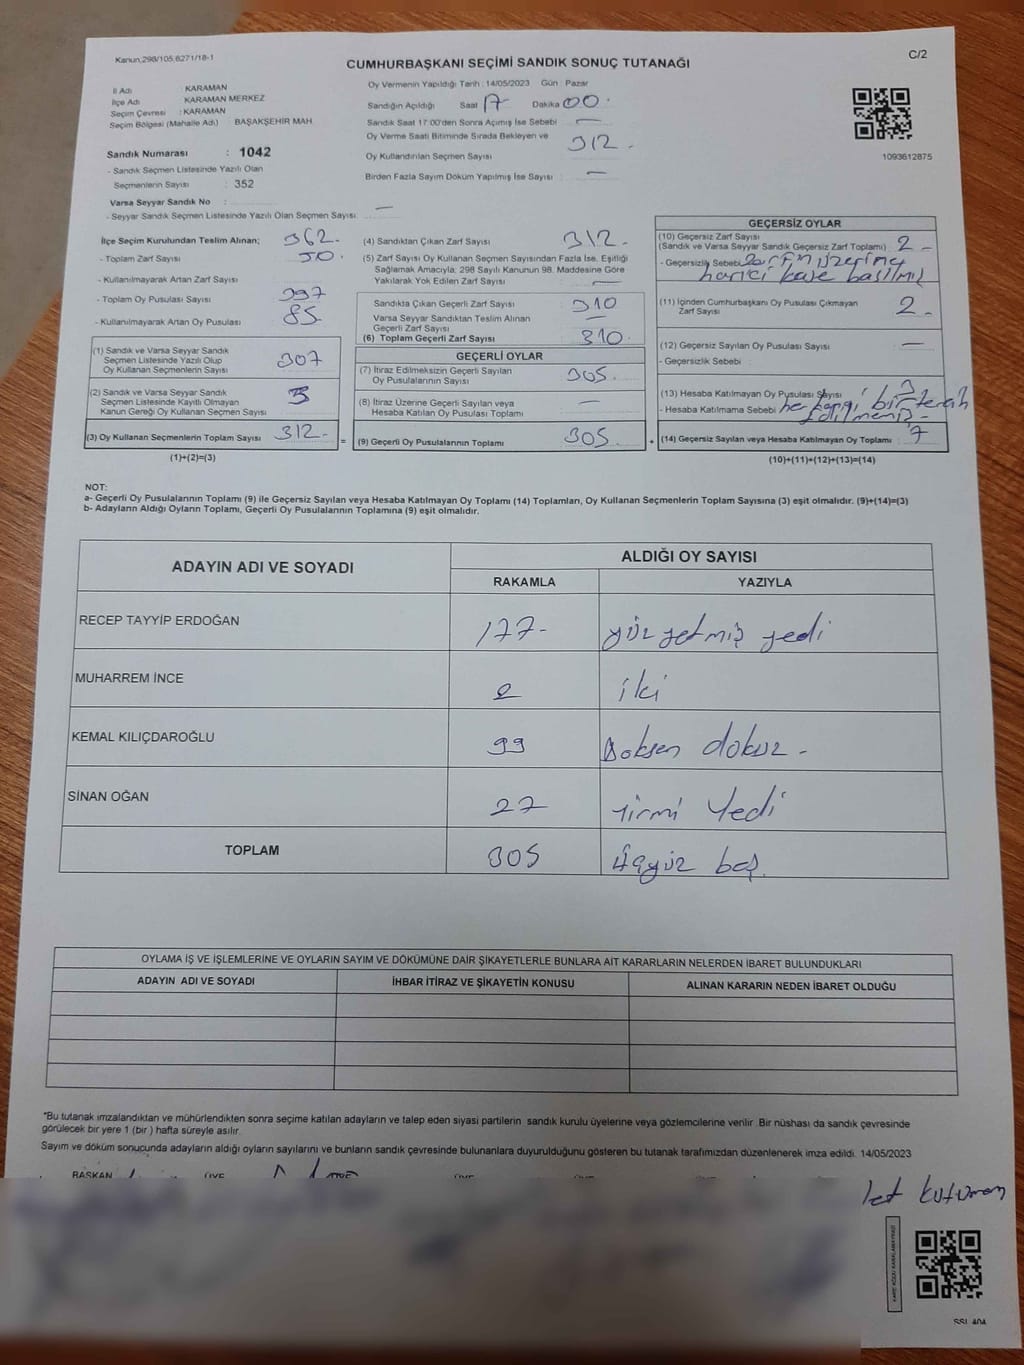 Kanun:298/105,6271/18-1
C/2
CUMHURBAŞKANI SEÇİMİ SANDIK SONUÇ TUTANAĞI
İl Adı KARAMAN
İlçe Adı KARAMAN MERKEZ
Seçim Çevresi : KARAMAN
Seçim Bölgesi (Mahalle Adı) BAŞAKŞEHİR MAH.
Oy Vermenin Yapıldığı Tarih : 14/05/2023 Gün Pazar
Sandığın Açıldığı Saat 17 Dakika 00.
Sandık Saat 17:00'den Sonra Açılmış İse Sebebi —
Oy Verme Saati Bitiminde Sırada Bekleyen ve
Oy Kullandırılan Seçmen Sayısı 312.
Birden Fazla Sayım Döküm Yapılmış İse Sayısı : —
1093612875
Sandık Numarası : 1042
- Sandık Seçmen Listesinde Yazılı Olan
Seçmenlerin Sayısı : 352
Varsa Seyyar Sandık No :
- Seyyar Sandık Seçmen Listesinde Yazılı Olan Seçmen Sayısı: —
İlçe Seçim Kurulundan Teslim Alınan;
- Toplam Zarf Sayısı 362.
- Kullanılmayarak Artan Zarf Sayısı 50.
- Toplam Oy Pusulası Sayısı 397
- Kullanılmayarak Artan Oy Pusulası 85.
(1) Sandık ve Varsa Seyyar Sandık
Seçmen Listesinde Yazılı Olup
Oy Kullanan Seçmenlerin Sayısı 307
(2) Sandık ve Varsa Seyyar Sandık
Seçmen Listesinde Kayıtlı Olmayan
Kanun Gereği Oy Kullanan Seçmen Sayısı 5
(3) Oy Kullanan Seçmenlerin Toplam Sayısı 312-
(1)+(2)=(3)
(4) Sandıktan Çıkan Zarf Sayısı 312.
(5) Zarf Sayısı Oy Kullanan Seçmen Sayısından Fazla İse, Eşitliği
Sağlamak Amacıyla; 298 Sayılı Kanunun 98. Maddesine Göre
Yakılarak Yok Edilen Zarf Sayısı —
Sandıkta Çıkan Geçerli Zarf Sayısı 310
Varsa Seyyar Sandıktan Teslim Alınan
Geçerli Zarf Sayısı —
(6) Toplam Geçerli Zarf Sayısı 310.
GEÇERLİ OYLAR
(7) İtiraz Edilmeksizin Geçerli Sayılan
Oy Pusulalarının Sayısı 305.
(8) İtiraz Üzerine Geçerli Sayılan veya
Hesaba Katılan Oy Pusulası Toplamı —
= (9) Geçerli Oy Pusulalarının Toplamı 305.
GEÇERSİZ OYLAR
(10) Geçersiz Zarf Sayısı
(Sandık ve Varsa Seyyar Sandık Geçersiz Zarf Toplamı) 2 -
- Geçersizlik Sebebi zarfın üzerine
harici kaşe basılmış
(11) İçinden Cumhurbaşkanı Oy Pusulası Çıkmayan
Zarf Sayısı 2.
(12) Geçersiz Sayılan Oy Pusulası Sayısı —
- Geçersizlik Sebebi :
(13) Hesaba Katılmayan Oy Pusulası Sayısı 3
- Hesaba Katılmama Sebebi herhangi bir tercih
edilmemiş-
+ (14) Geçersiz Sayılan veya Hesaba Katılmayan Oy Toplamı : 7
(10)+(11)+(12)+(13)=(14)
NOT:
a- Geçerli Oy Pusulalarının Toplamı (9) ile Geçersiz Sayılan veya Hesaba Katılmayan Oy Toplamı (14) Toplamları, Oy Kullanan Seçmenlerin Toplam Sayısına (3) eşit olmalıdır. (9)+(14)=(3)
b- Adayların Aldığı Oyların Toplamı, Geçerli Oy Pusulalarının Toplamına (9) eşit olmalıdır.
ADAYIN ADI VE SOYADI
ALDIĞI OY SAYISI
RAKAMLA YAZIYLA
RECEP TAYYİP ERDOĞAN 177- yüz yetmiş yedi
MUHARREM İNCE 2 iki
KEMAL KILIÇDAROĞLU 99 Doksan dokuz -
SİNAN OĞAN 27 Yirmi Yedi
TOPLAM 305 üçyüz beş.
OYLAMA İŞ VE İŞLEMLERİNE VE OYLARIN SAYIM VE DÖKÜMÜNE DAİR ŞİKAYETLERLE BUNLARA AİT KARARLARIN NELERDEN İBARET BULUNDUKLARI
ADAYIN ADI VE SOYADI İHBAR İTİRAZ VE ŞİKAYETİN KONUSU ALINAN KARARIN NEDEN İBARET OLDUĞU
*Bu tutanak imzalandıktan ve mühürlendikten sonra seçime katılan adayların ve talep eden siyasi partilerin sandık kurulu üyelerine veya gözlemcilerine verilir. Bir nüshası da sandık çevresinde
görülecek bir yere 1 (bir ) hafta süreyle asılır.
Sayım ve döküm sonucunda adayların aldığı oyların sayılarını ve bunların sandık çevresinde bulunanlara duyurulduğunu gösteren bu tutanak tarafımızdan düzenlenerek imza edildi. 14/05/2023
BAŞKAN ÜYE ÜYE ÜYE